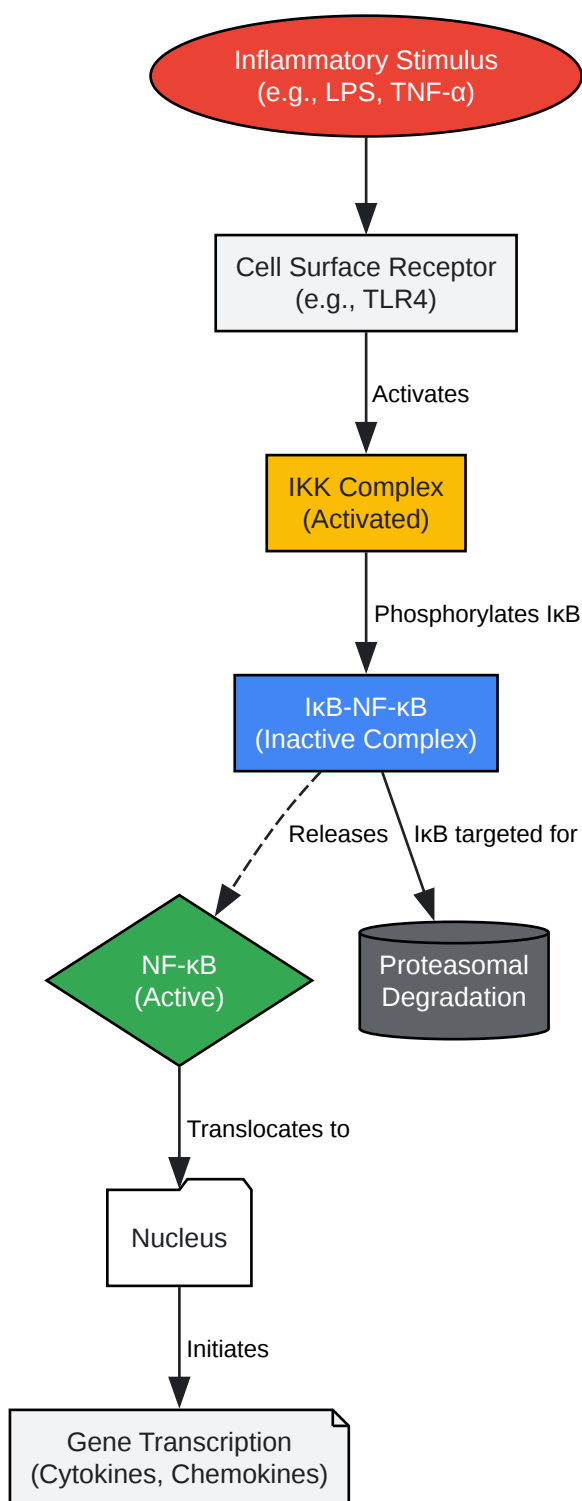 Inflammatory Stimulus
(e.g., LPS, TNF-α)
Cell Surface Receptor
(e.g., TLR4)
Activates
IKK Complex
(Activated)
Phosphorylates IκB
IκB-NF-κB
(Inactive Complex)
Releases
IκB targeted for
NF-κB
(Active)
Proteasomal
Degradation
Translocates to
Nucleus
Initiates
Gene Transcription
(Cytokines, Chemokines)